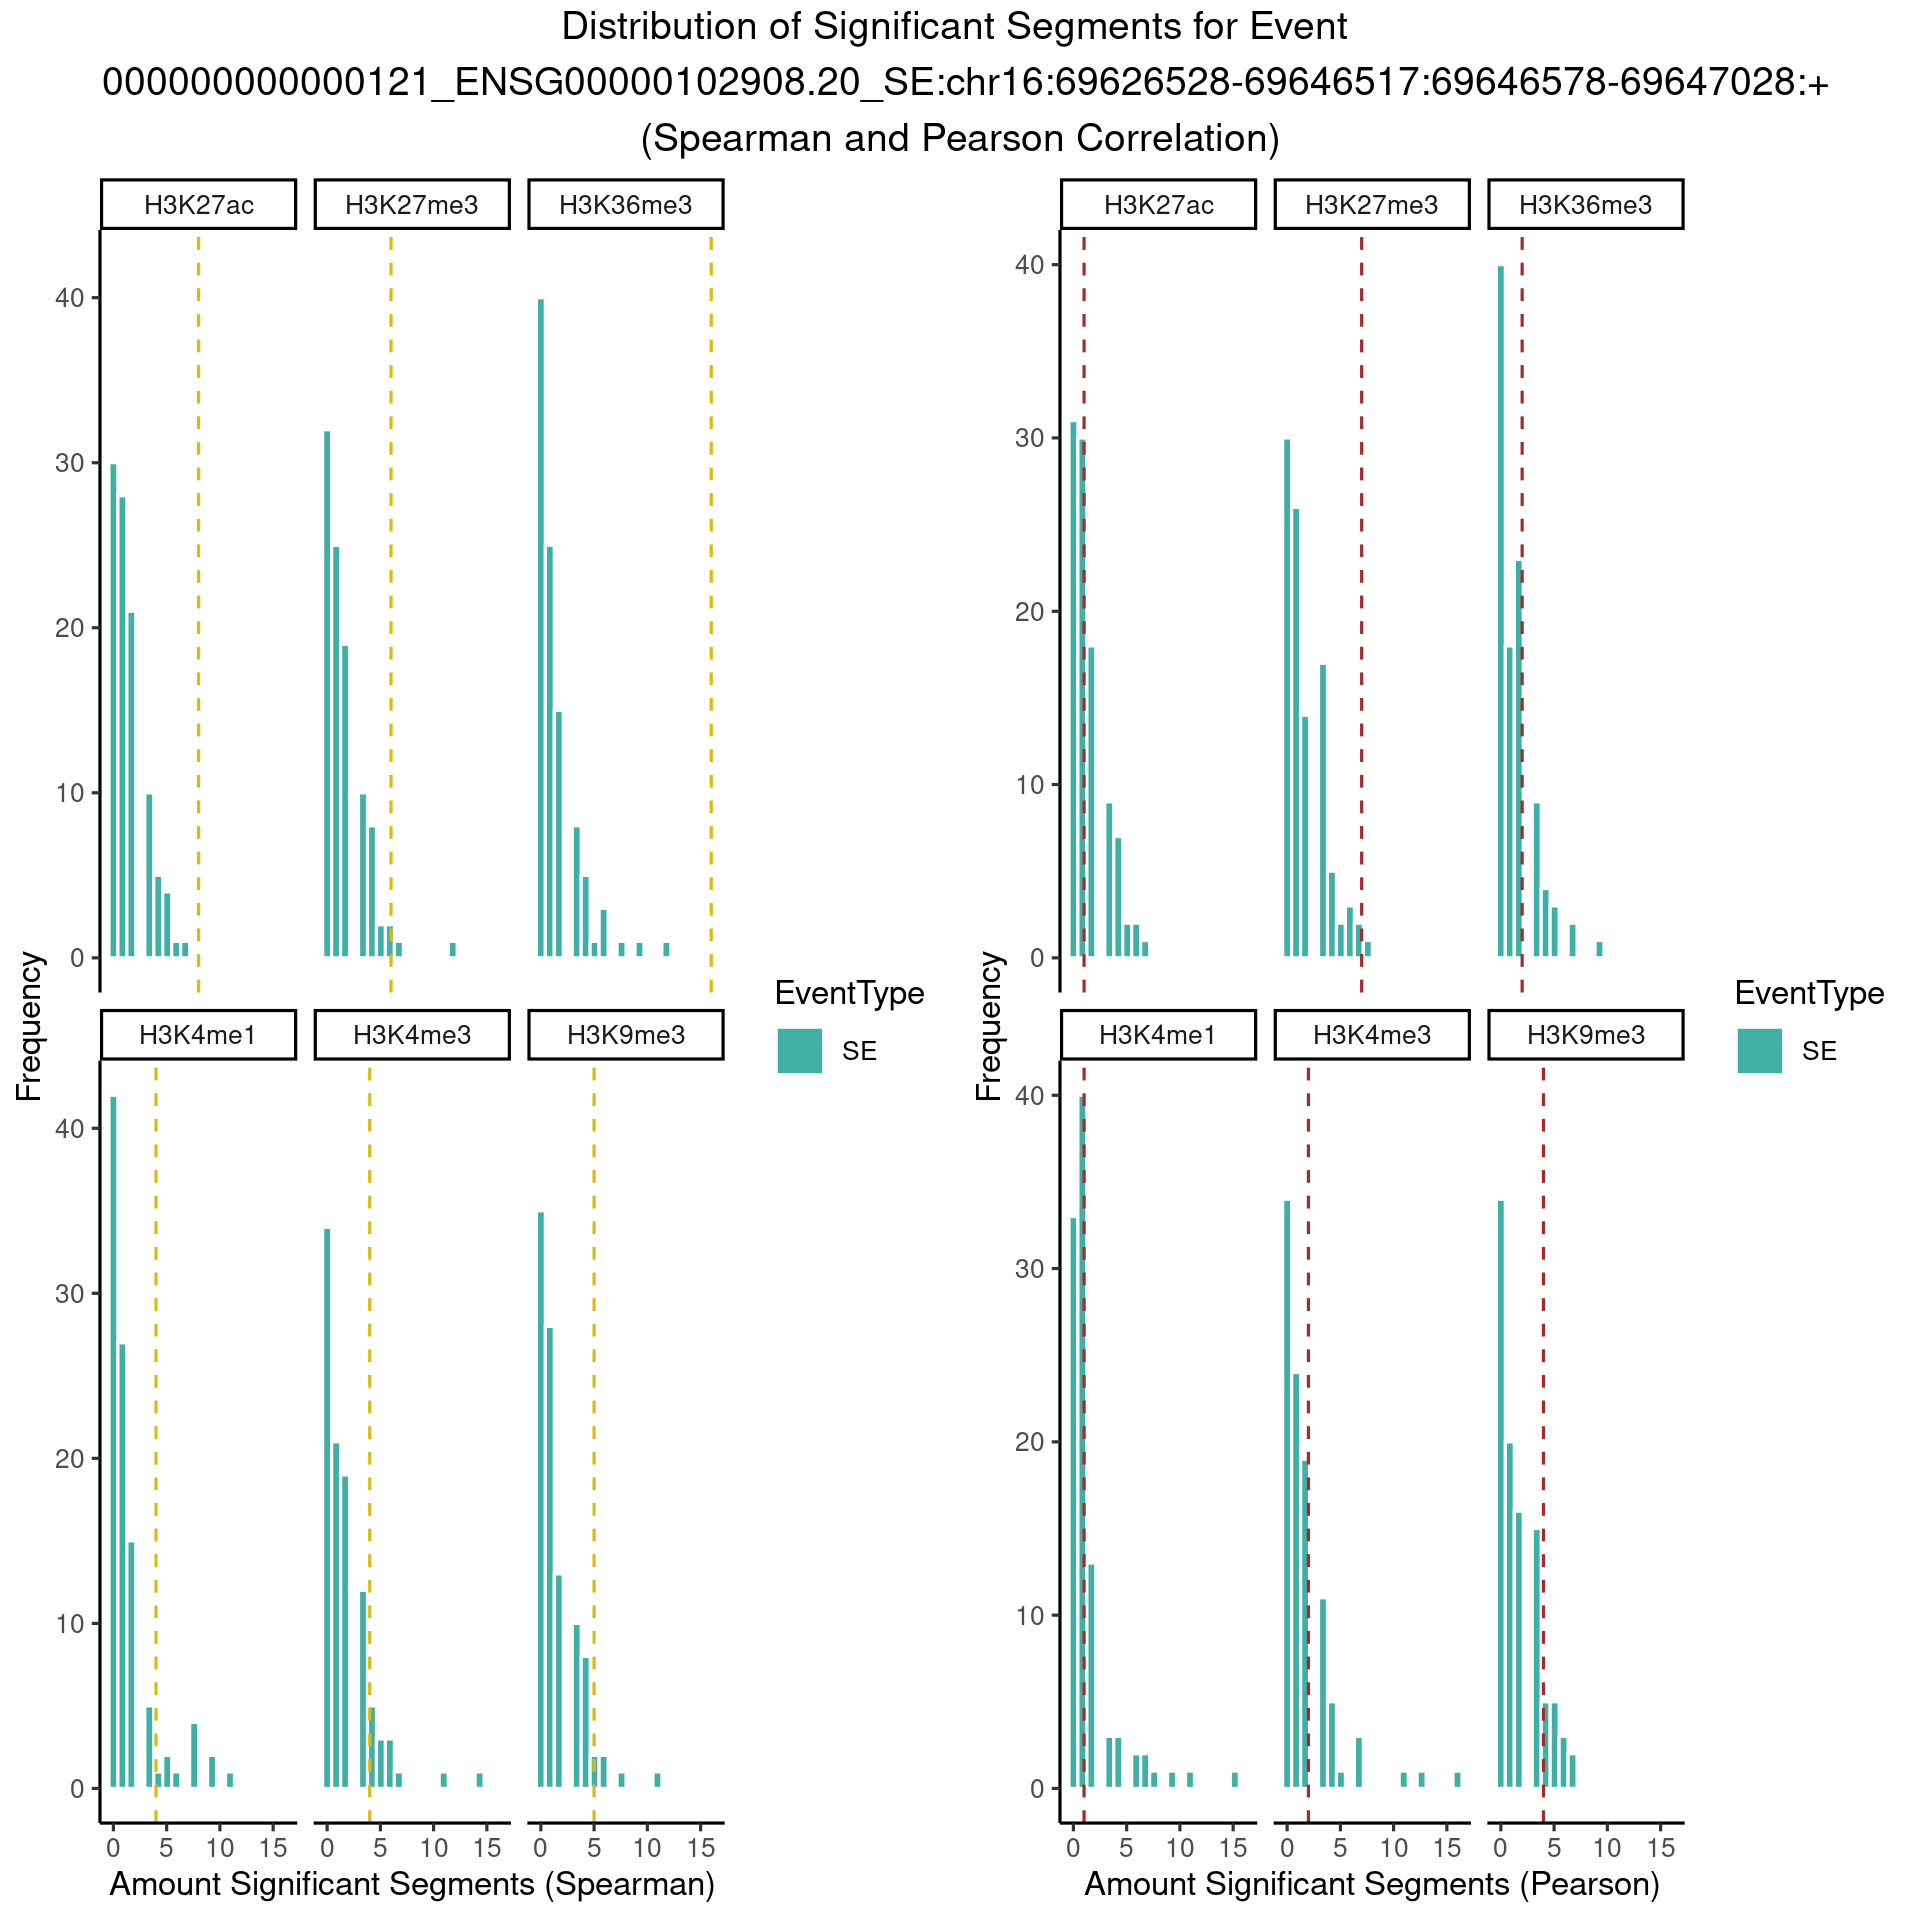 Distribution of Significant Segments for Event
000000000000121_ENSG00000102908.20_SE:chr16:69626528-69646517:69646578-69647028:+
(Spearman and Pearson Correlation)
H3K27ac
H3K27me3
H3K36me3
40
30
20
10
0
H3K4me1
H3K4me3
H3K9me3
40
30
20
10
0
0 5 10 15
0 5 10 15
0 5 10 15
Frequency
Amount Significant Segments (Spearman)
EventType
SE
H3K27ac
H3K27me3
H3K36me3
40
30
20
10
0
H3K4me1
H3K4me3
H3K9me3
40
30
20
10
0
0 5 10 15
0 5 10 15
0 5 10 15
Frequency
Amount Significant Segments (Pearson)
EventType
SE